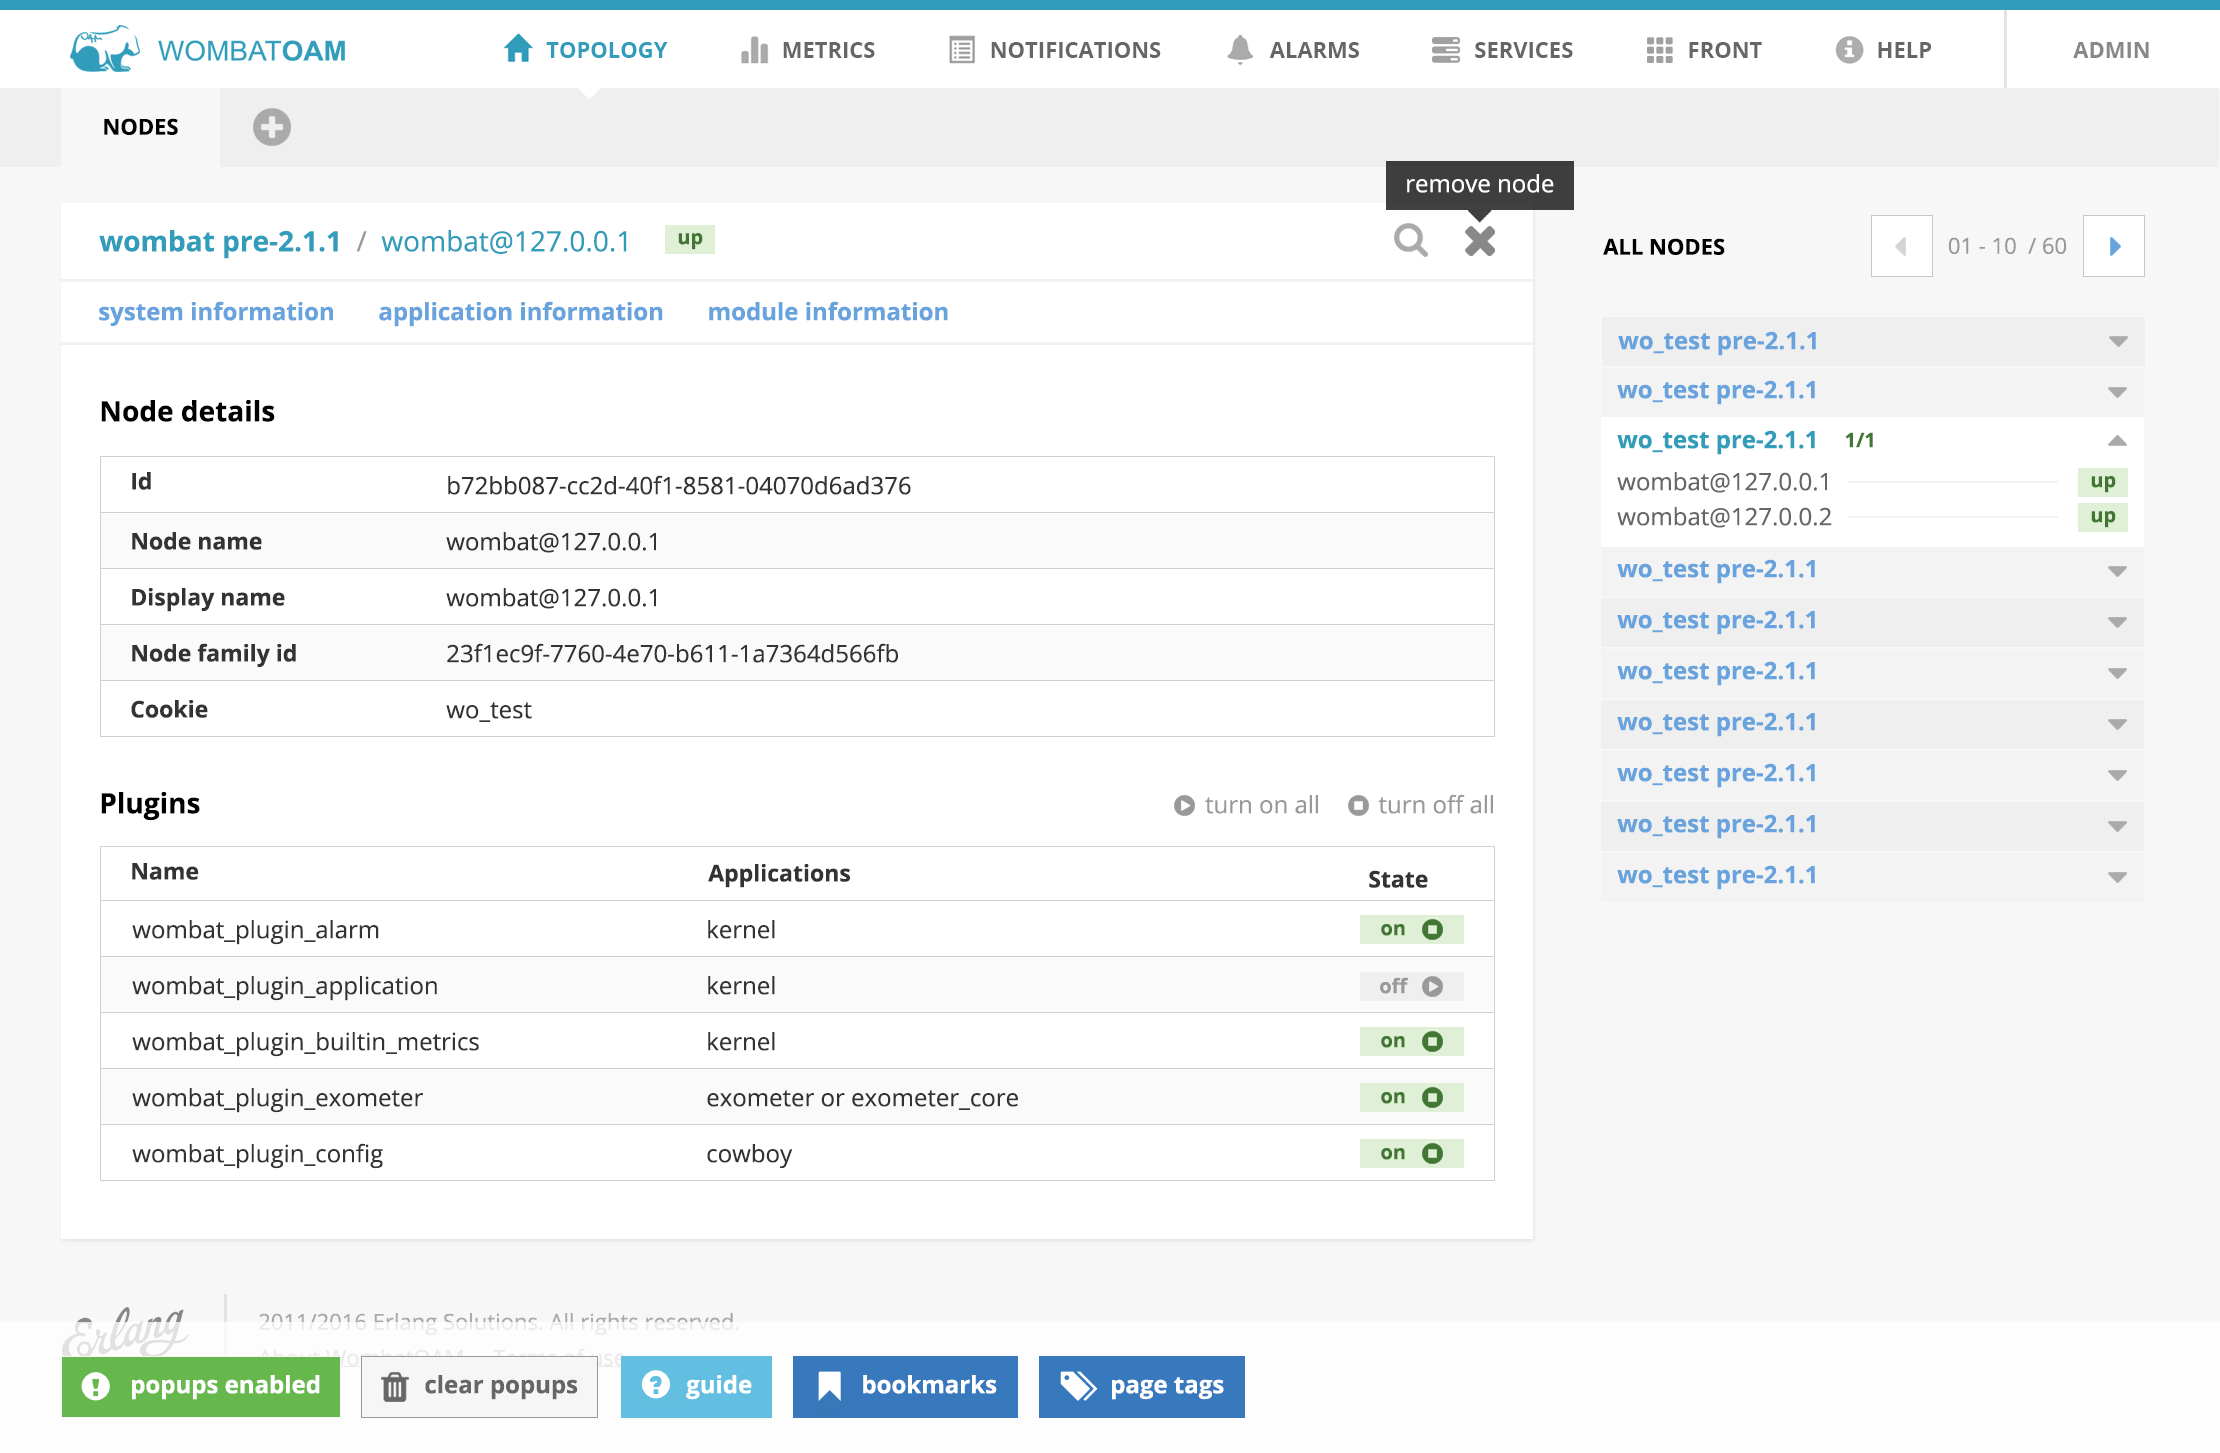 WOMBATOAM
TOPOLOGY
METRICS
NOTIFICATIONS
ALARMS
SERVICES
FRONT
HELP
ADMIN
NODES
remove node
wombat pre-2.1.1 / wombat@127.0.0.1 up
system information application information module information
Node details
Id b72bb087-cc2d-40f1-8581-04070d6ad376
Node name wombat@127.0.0.1
Display name wombat@127.0.0.1
Node family id 23f1ec9f-7760-4e70-b611-1a7364d566fb
Cookie wo_test
Plugins turn on all turn off all
Name Applications State
wombat_plugin_alarm kernel on
wombat_plugin_application kernel off
wombat_plugin_builtin_metrics kernel on
wombat_plugin_exometer exometer or exometer_core on
wombat_plugin_config cowboy on
ALL NODES 01 - 10 / 60
wo_test pre-2.1.1
wo_test pre-2.1.1
wo_test pre-2.1.1 1/1
wombat@127.0.0.1 up
wombat@127.0.0.2 up
wo_test pre-2.1.1
wo_test pre-2.1.1
wo_test pre-2.1.1
wo_test pre-2.1.1
wo_test pre-2.1.1
wo_test pre-2.1.1
wo_test pre-2.1.1
Erlang
2011/2016 Erlang Solutions. All rights reserved.
About WombatOAM Terms of use
popups enabled
clear popups
guide
bookmarks
page tags